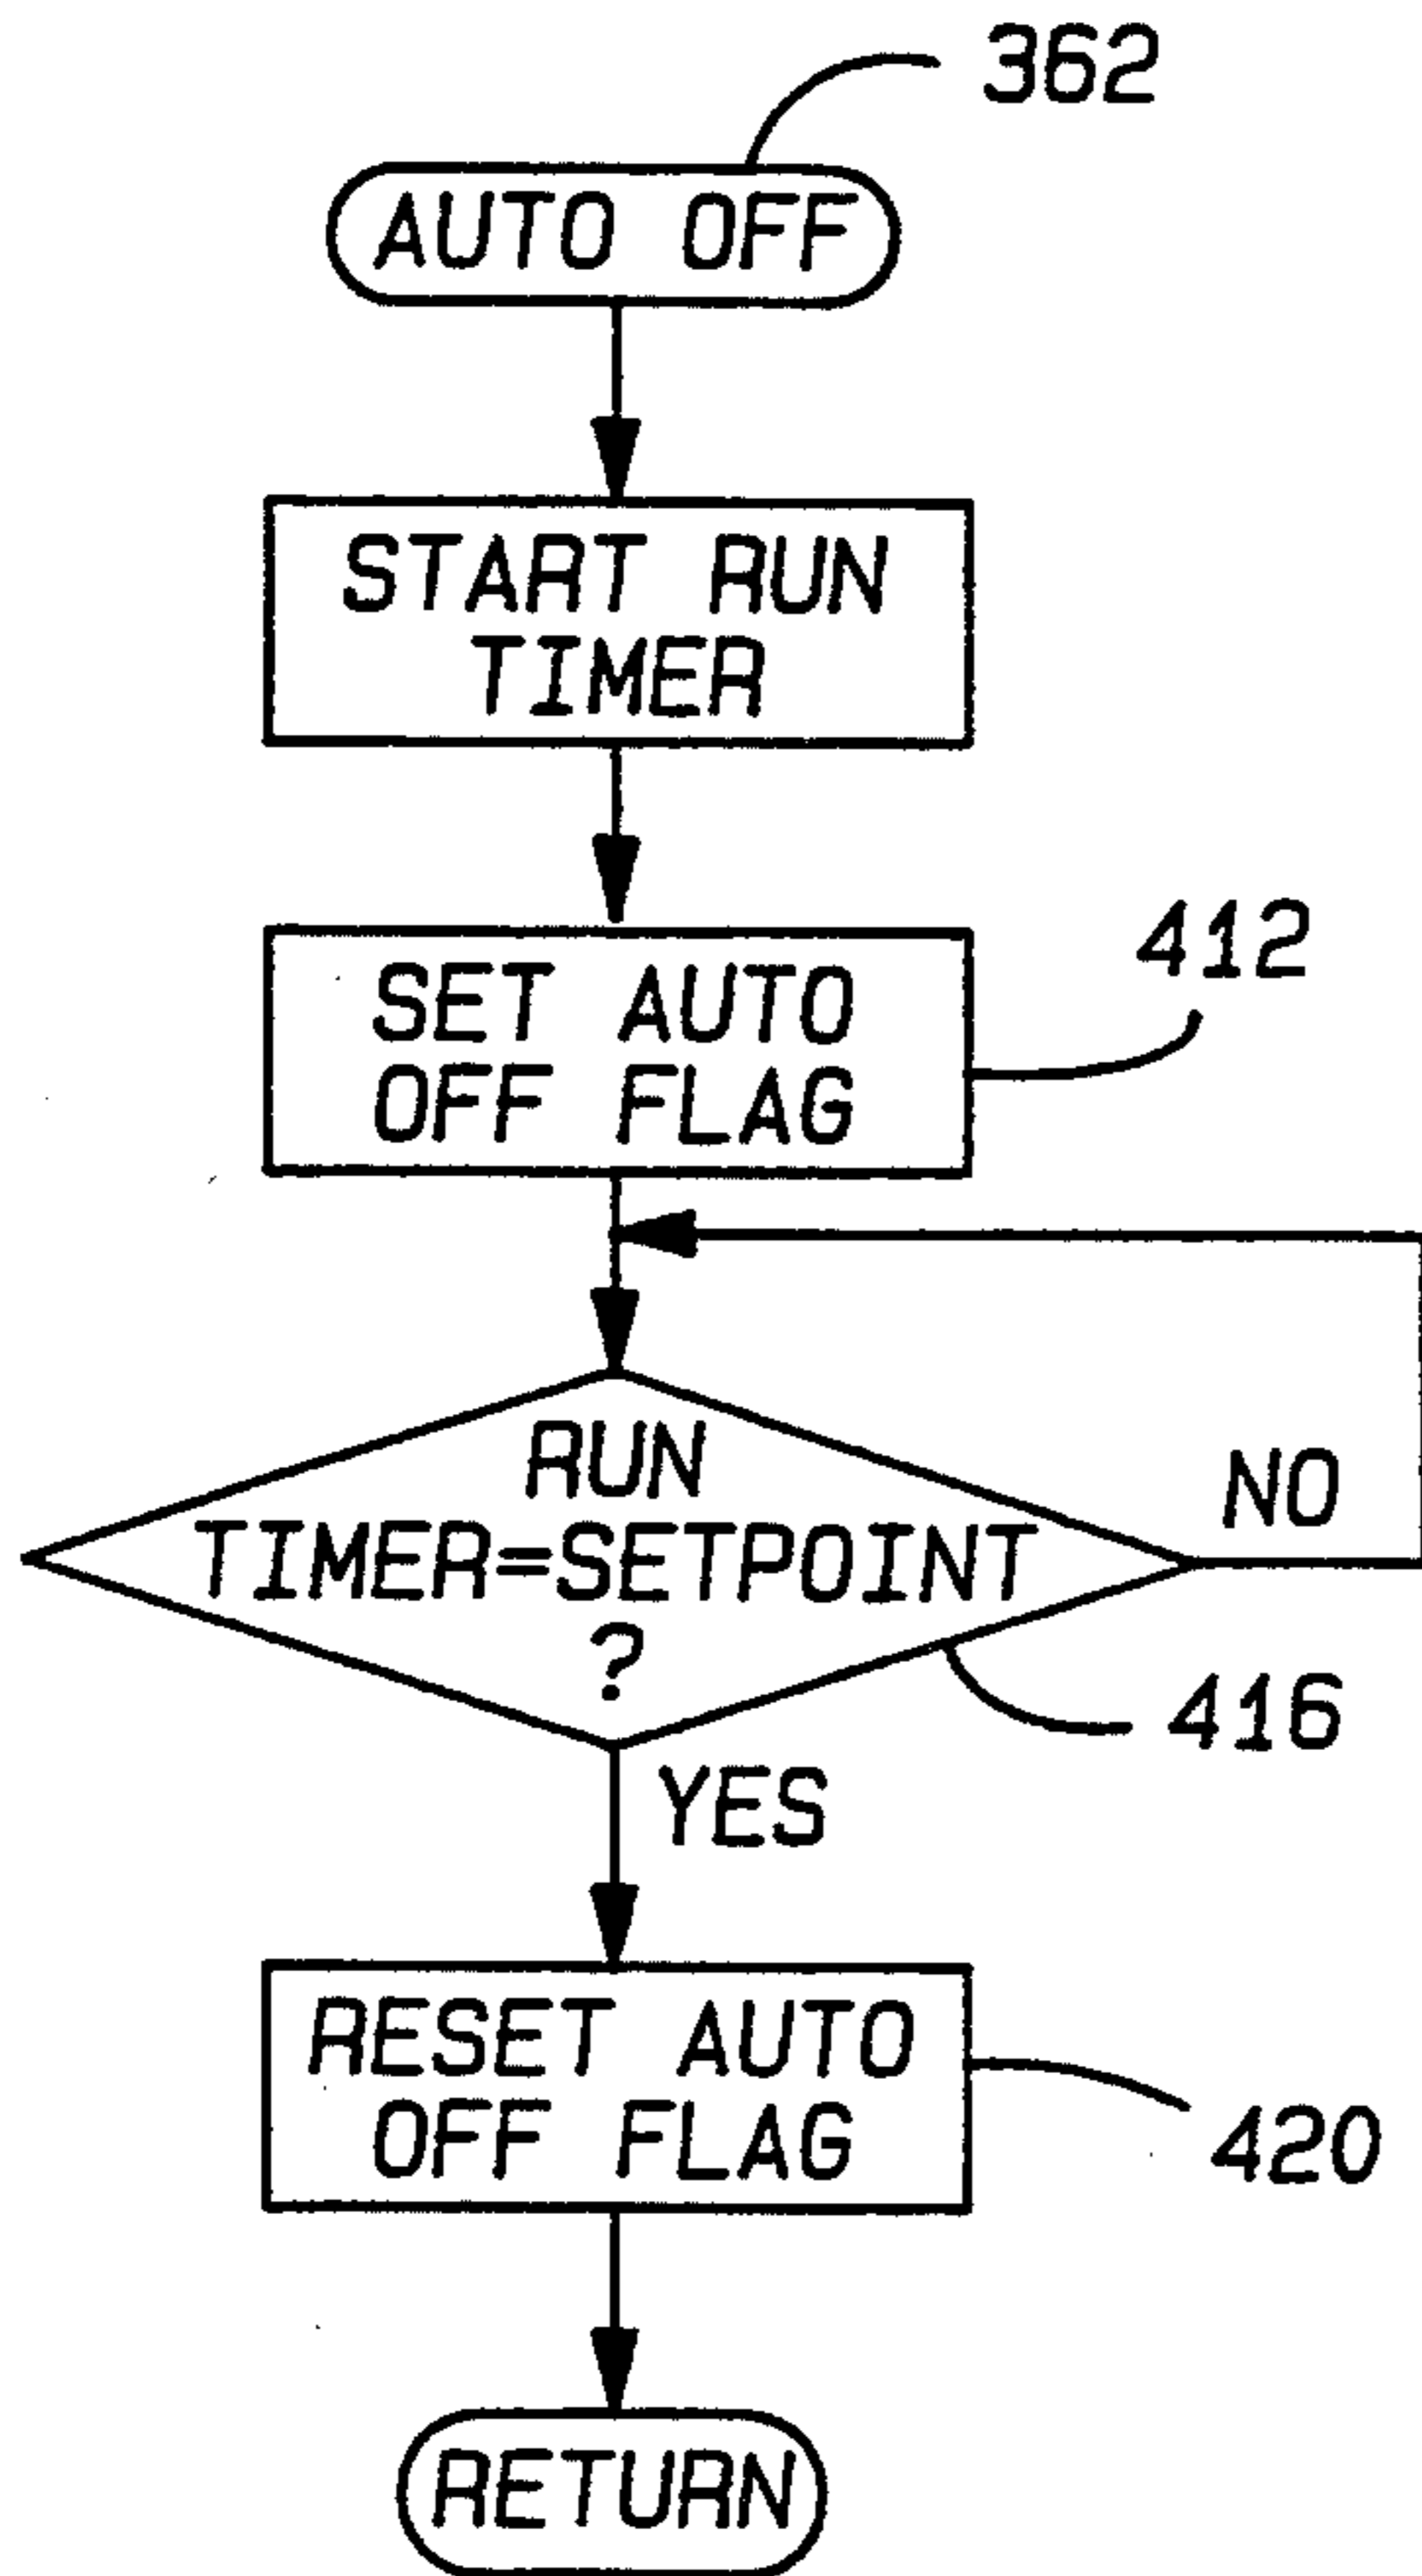 362
AUTO OFF
START RUN
TIMER
412
SET AUTO
OFF FLAG
RUN
TIMER=SETPOINT
?
NO
416
YES
RESET AUTO
OFF FLAG
420
RETURN